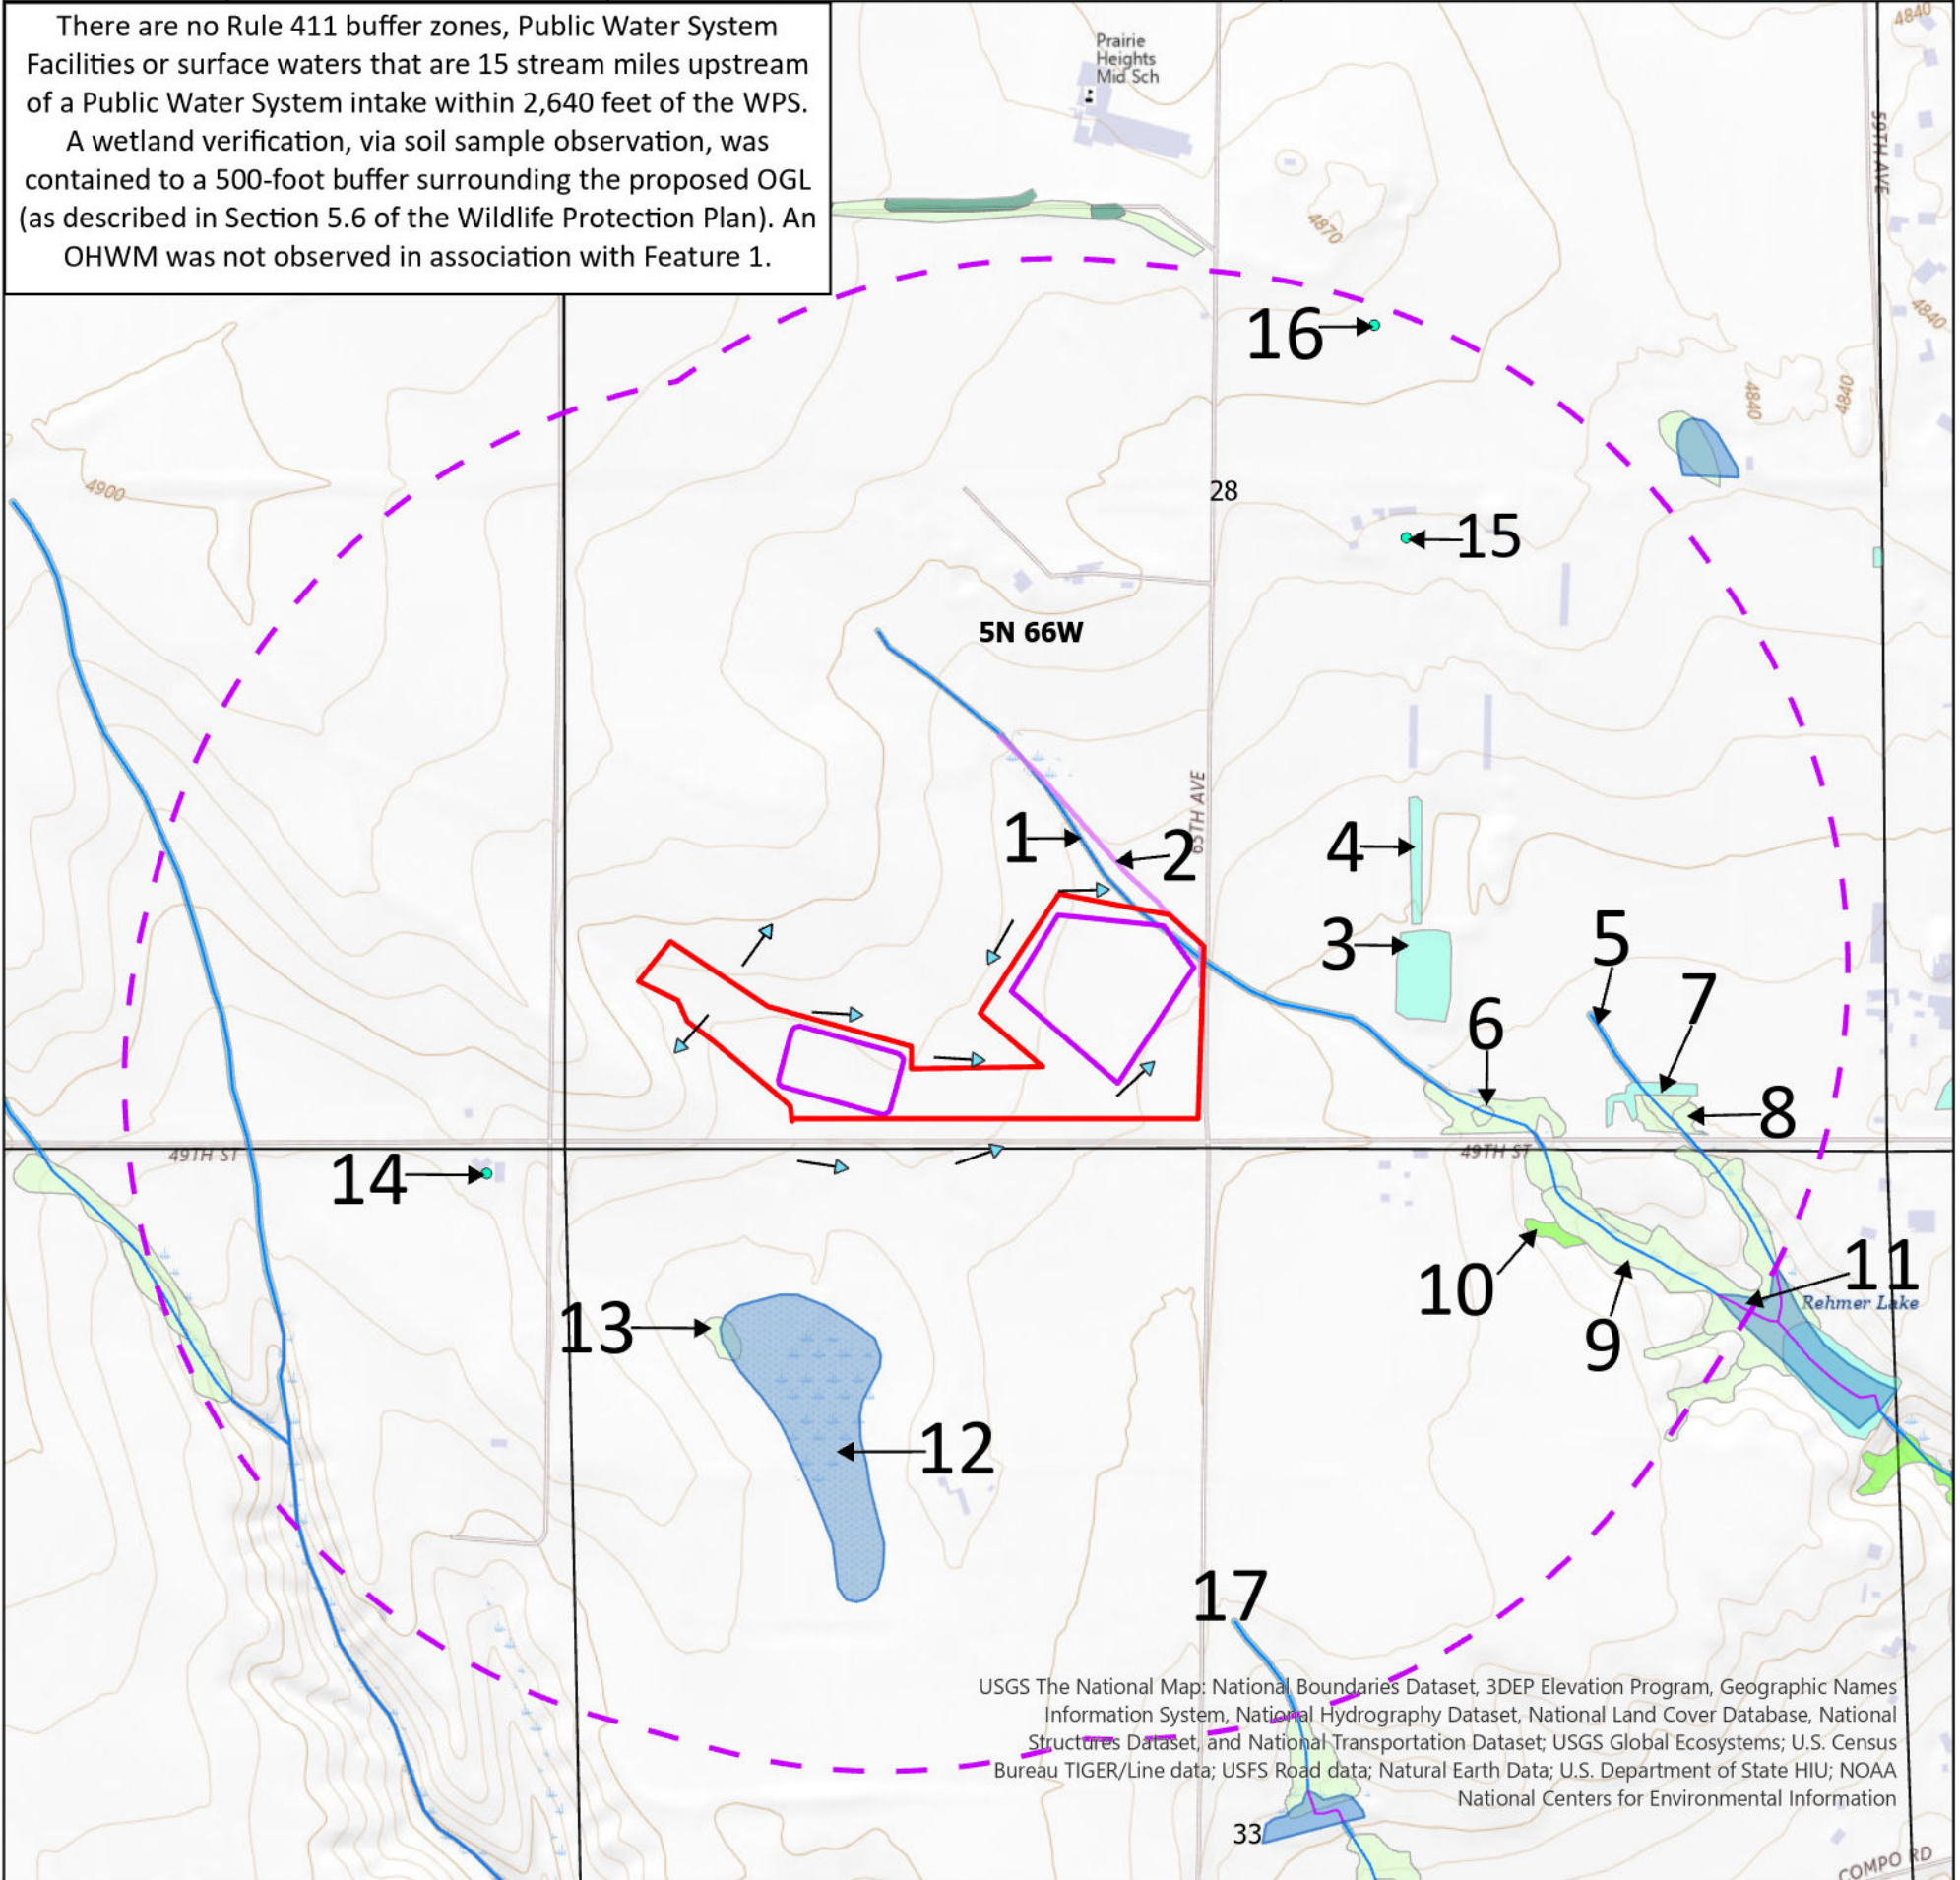 There are no Rule 411 buffer zones, Public Water System
Facilities or surface waters that are 15 stream miles upstream
of a Public Water System intake within 2,640 feet of the WPS.
A wetland verification, via soil sample observation, was
contained to a 500-foot buffer surrounding the proposed OGL
(as described in Section 5.6 of the Wildlife Protection Plan). An
OHWM was not observed in association with Feature 1.
Prairie
Heights
Mid Sch
4840
59TH AVE
4870
4840
16
4840
4840
4900
28
15
5N 66W
65TH AVE
1
2
4
3
5
7
6
8
49TH ST
49TH ST
14
10
11
Rehmer Lake
13
9
12
17
USGS The National Map: National Boundaries Dataset, 3DEP Elevation Program, Geographic Names
Information System, National Hydrography Dataset, National Land Cover Database, National
Structures Dataset, and National Transportation Dataset; USGS Global Ecosystems; U.S. Census
Bureau TIGER/Line data; USFS Road data; Natural Earth Data; U.S. Department of State HIU; NOAA
National Centers for Environmental Information
33
COMPO RD